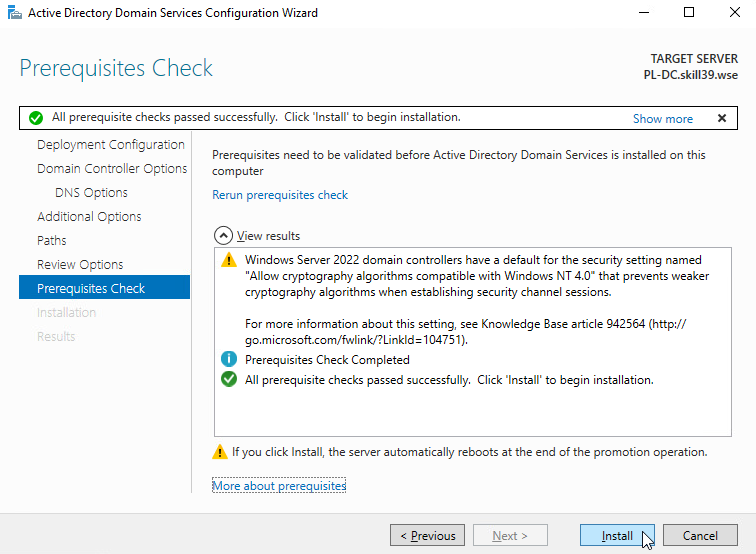 Active Directory Domain Services Configuration Wizard
Prerequisites Check
TARGET SERVER
PL-DC.skill39.wse
All prerequisite checks passed successfully.  Click 'Install' to begin installation.
Show more
Deployment Configuration
Domain Controller Options
DNS Options
Additional Options
Paths
Review Options
Prerequisites Check
Installation
Results
Prerequisites need to be validated before Active Directory Domain Services is installed on this
computer
Rerun prerequisites check
View results
Windows Server 2022 domain controllers have a default for the security setting named
"Allow cryptography algorithms compatible with Windows NT 4.0" that prevents weaker
cryptography algorithms when establishing security channel sessions.
For more information about this setting, see Knowledge Base article 942564 (http://
go.microsoft.com/fwlink/?LinkId=104751).
Prerequisites Check Completed
All prerequisite checks passed successfully.  Click 'Install' to begin installation.
If you click Install, the server automatically reboots at the end of the promotion operation.
More about prerequisites
< Previous
Next >
Install
Cancel